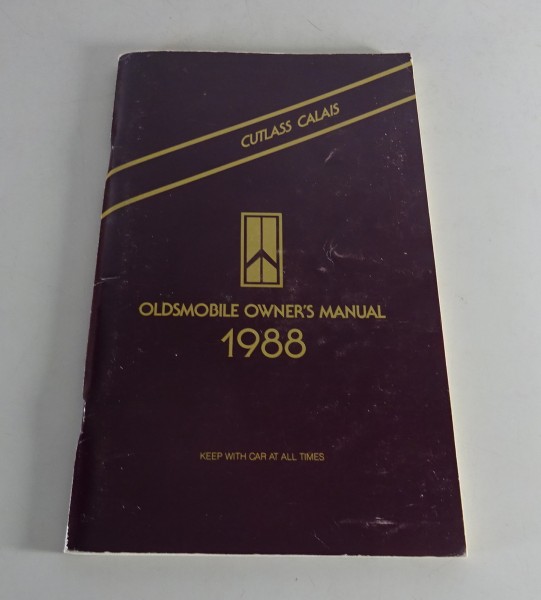 CUTLASS CALAIS
OLDSMOBILE OWNER'S MANUAL
1988
KEEP WITH CAR AT ALL TIMES